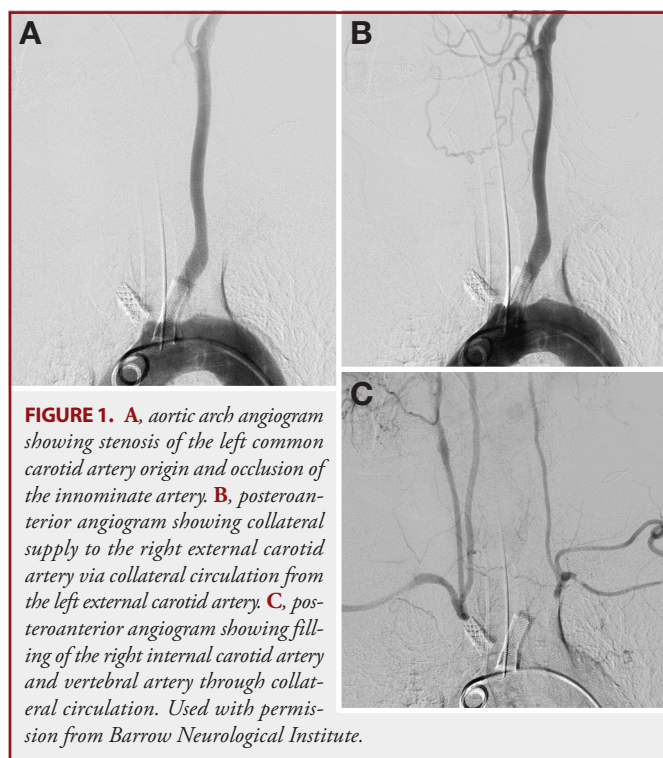 A
B
C
FIGURE 1. A, aortic arch angiogram
showing stenosis of the left common
carotid artery origin and occlusion of
the innominate artery. B, posteroan-
terior angiogram showing collateral
supply to the right external carotid
artery via collateral circulation from
the left external carotid artery. C, pos-
teroanterior angiogram showing fill-
ing of the right internal carotid artery
and vertebral artery through collat-
eral circulation. Used with permis-
sion from Barrow Neurological Institute.